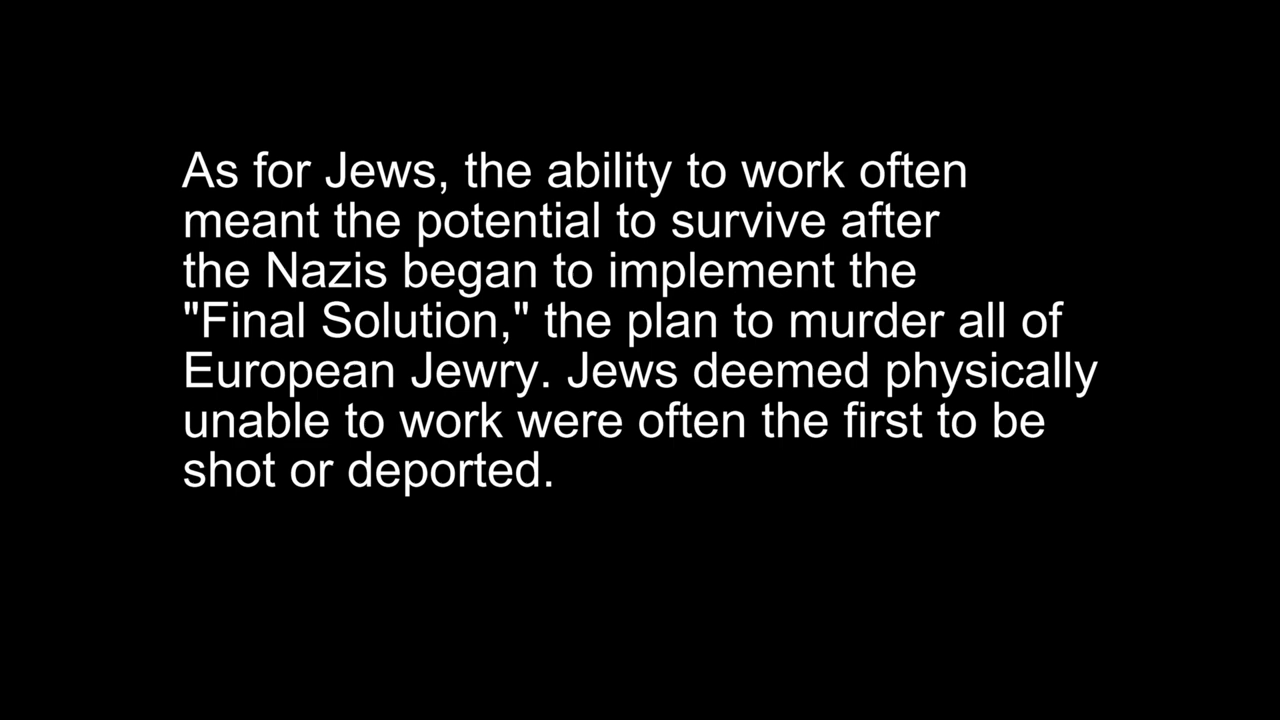 As for Jews, the ability to work often
meant the potential to survive after
the Nazis began to implement the
"Final Solution," the plan to murder all of
European Jewry. Jews deemed physically
unable to work were often the first to be
shot or deported.